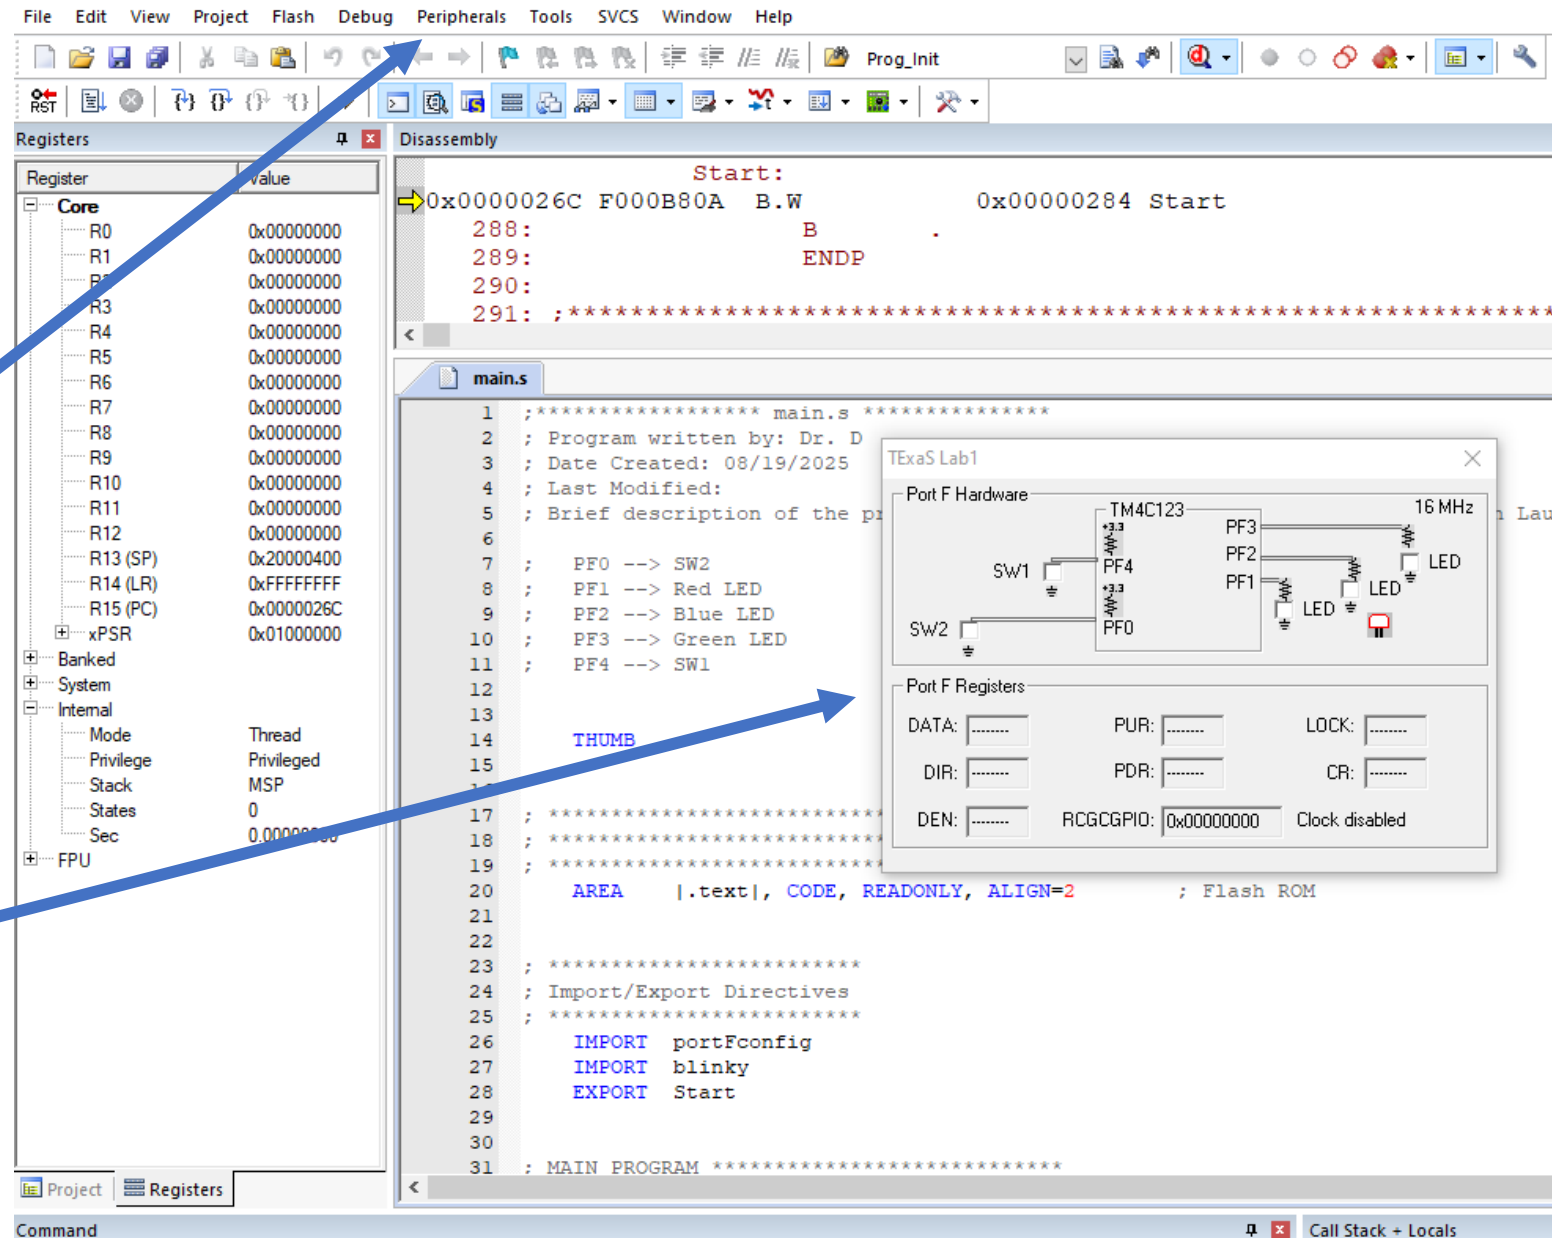 File Edit View Project Flash Debug Peripherals Tools SVCS Window Help
Prog_Init
RST
Registers
Register Value
Core
R0 0x00000000
R1 0x00000000
0x00000000
R3 0x00000000
R4 0x00000000
R5 0x00000000
R6 0x00000000
R7 0x00000000
R8 0x00000000
R9 0x00000000
R10 0x00000000
R11 0x00000000
R12 0x00000000
R13 (SP) 0x20000400
R14 (LR) 0xFFFFFFFF
R15 (PC) 0x0000026C
xPSR 0x01000000
Banked
System
Internal
Mode Thread
Privilege Privileged
Stack MSP
States 0
Sec 0.00000000
FPU
Project Registers
Disassembly
Start:
0x0000026C F000B80A B.W 0x00000284 Start
288: B .
289: ENDP
290:
291: ;***************************************************************
main.s
1 ;****************** main.s ***************
2 ; Program written by: Dr. D
3 ; Date Created: 08/19/2025
4 ; Last Modified:
5 ; Brief description of the pr n Lau
6
7 ; PF0 --> SW2
8 ; PF1 --> Red LED
9 ; PF2 --> Blue LED
10 ; PF3 --> Green LED
11 ; PF4 --> SW1
12
13
14 THUMB
15
17 ; ***************************
18 ; ***************************
19 ; ***************************
20 AREA |.text|, CODE, READONLY, ALIGN=2 ; Flash ROM
21
22
23 ; *************************
24 ; Import/Export Directives
25 ; *************************
26 IMPORT portFconfig
27 IMPORT blinky
28 EXPORT Start
29
30
31 ; MAIN PROGRAM ****************************
TExaS Lab1
Port F Hardware
TM4C123 16 MHz
+3.3 PF3
PF2 LED
SW1 PF4 PF1 LED
+3.3 LED
SW2 PF0
Port F Registers
DATA: -------- PUR: -------- LOCK: --------
DIR: -------- PDR: -------- CR: --------
DEN: -------- RCGCGPIO: 0x00000000 Clock disabled
Command
Call Stack + Locals